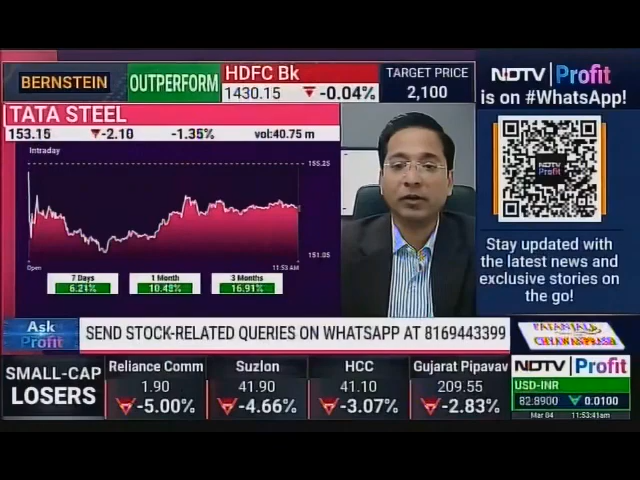 BERNSTEIN
OUTPERFORM
HDFC Bk
1430.15 -0.04%
TARGET PRICE
2,100
TATA STEEL
153.15 -2.10 -1.35% vol:40.75 m
Intraday
155.25
151.05
Open 11:53 AM
7 Days 1 Month 3 Months
6.21% 10.48% 16.91%
NDTV Profit
is on #WhatsApp!
NDTV
Profit
Stay updated with
the latest news and
exclusive stories on
the go!
Ask
Profit
SEND STOCK-RELATED QUERIES ON WHATSAPP AT 8169443399
PATANJALI
CHYAWANPRASH
SMALL-CAP
LOSERS
Reliance Comm
1.90
-5.00%
Suzlon
41.90
-4.66%
HCC
41.10
-3.07%
Gujarat Pipavav
209.55
-2.83%
NDTV Profit
USD-INR
82.8900 0.0100
Mar 04 11:53:41am